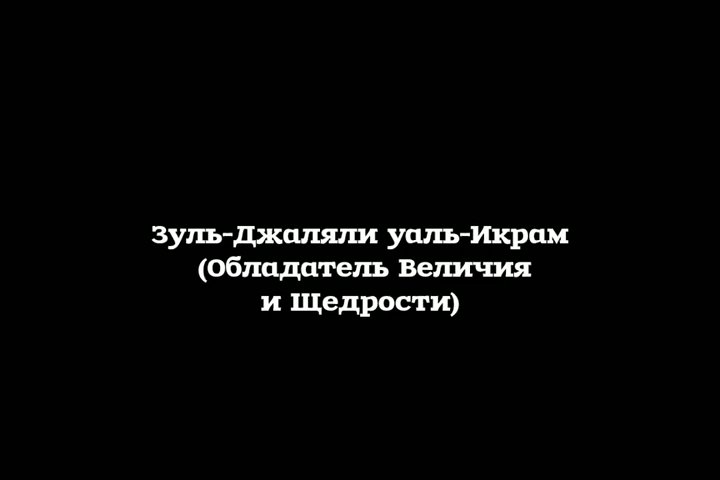 Зуль-Джаляли уаль-Икрам
(Обладатель Величия
и Щедрости)